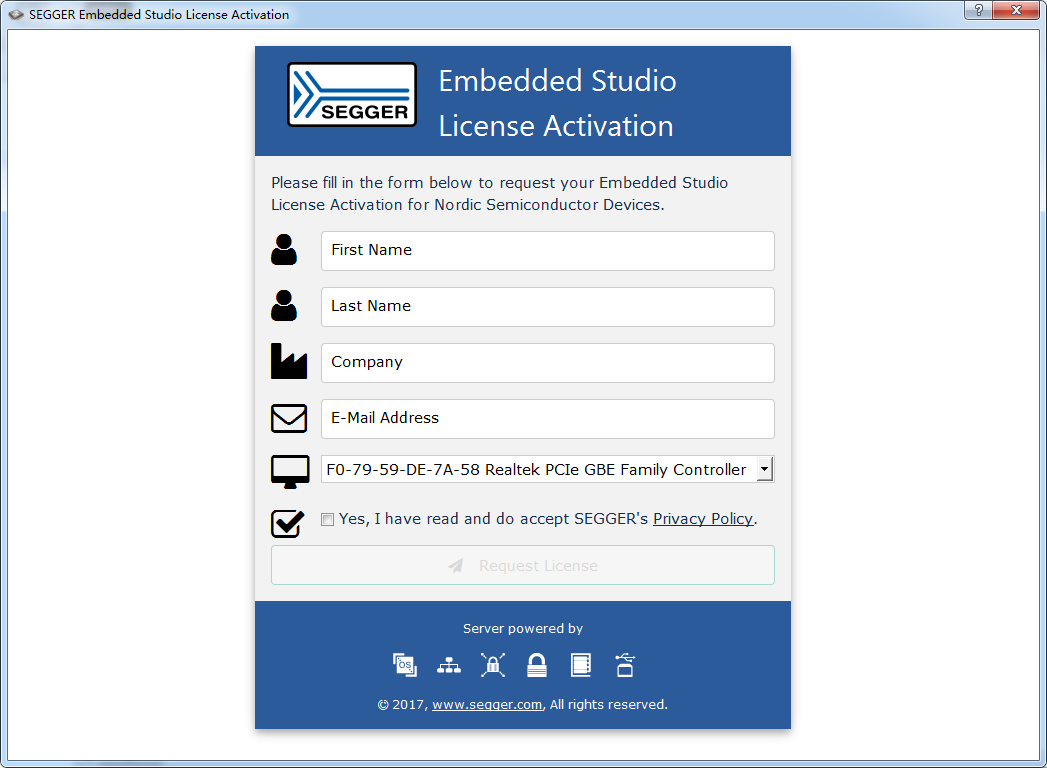 SEGGER Embedded Studio License Activation
SEGGER
Embedded Studio
License Activation
Please fill in the form below to request your Embedded Studio
License Activation for Nordic Semiconductor Devices.
First Name
Last Name
Company
E-Mail Address
F0-79-59-DE-7A-58 Realtek PCIe GBE Family Controller
Yes, I have read and do accept SEGGER's Privacy Policy.
Request License
Server powered by
OS
© 2017, www.segger.com, All rights reserved.